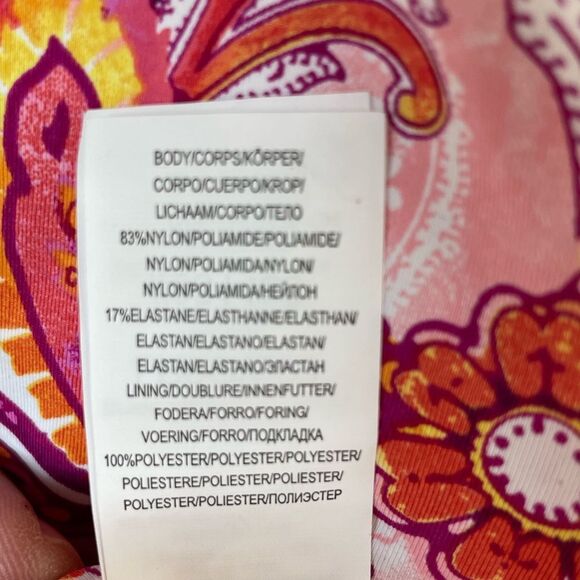 BODY/CORPS/KÖRPER/
CORPO/CUERPO/KROP/
LICHAAM/CORPO/ТЕЛО
83%NYLON/POLIAMIDE/POLIAMIDE/
NYLON/POLIAMIDA/NYLON/
NYLON/POLIAMIDA/НЕЙЛОН
17%ELASTANE/ELASTHANNE/ELASTHAN/
ELASTAN/ELASTANO/ELASTAN/
ELASTAN/ELASTANO/ЭЛАСТАН
LINING/DOUBLURE/INNENFUTTER/
FODERA/FORRO/FORING/
VOERING/FORRO/ПОДКЛАДКА
100%POLYESTER/POLYESTER/POLYESTER/
POLIESTERE/POLIESTER/POLIESTER/
POLYESTER/POLIESTER/ПОЛИЭСТЕР